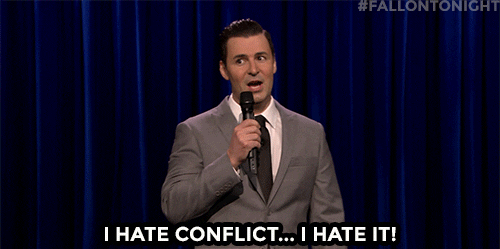 #FALLONTONIGHT
I HATE CONFLICT... I HATE IT!